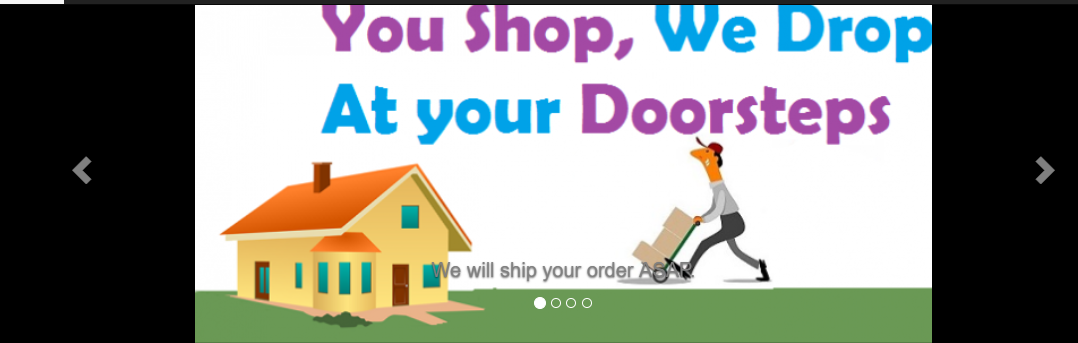 You Shop, We Drop
At your Doorsteps
We will ship your order ASAP.